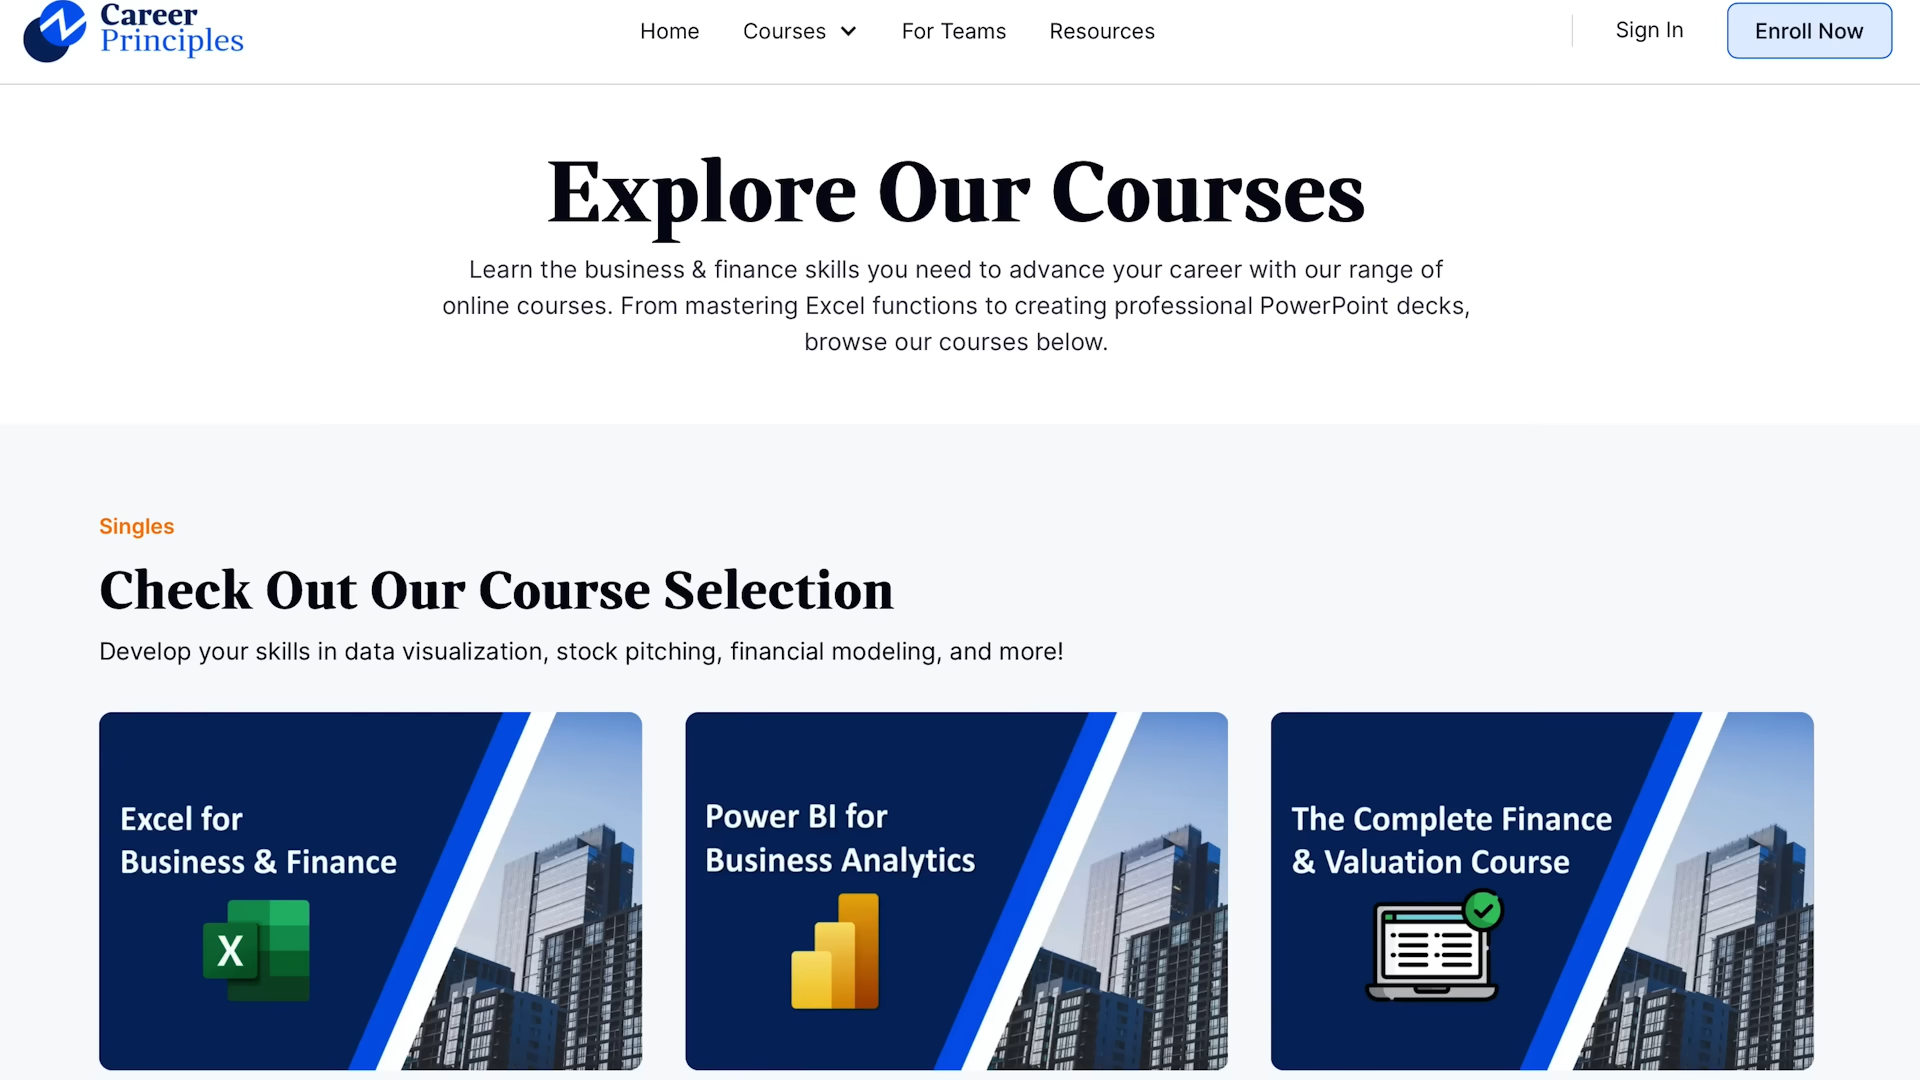 Career
Principles
Home
Courses
For Teams
Resources
Sign In
Enroll Now
Explore Our Courses
Learn the business & finance skills you need to advance your career with our range of
online courses. From mastering Excel functions to creating professional PowerPoint decks,
browse our courses below.
Singles
Check Out Our Course Selection
Develop your skills in data visualization, stock pitching, financial modeling, and more!
Excel for
Business & Finance
X
Power BI for
Business Analytics
The Complete Finance
& Valuation Course